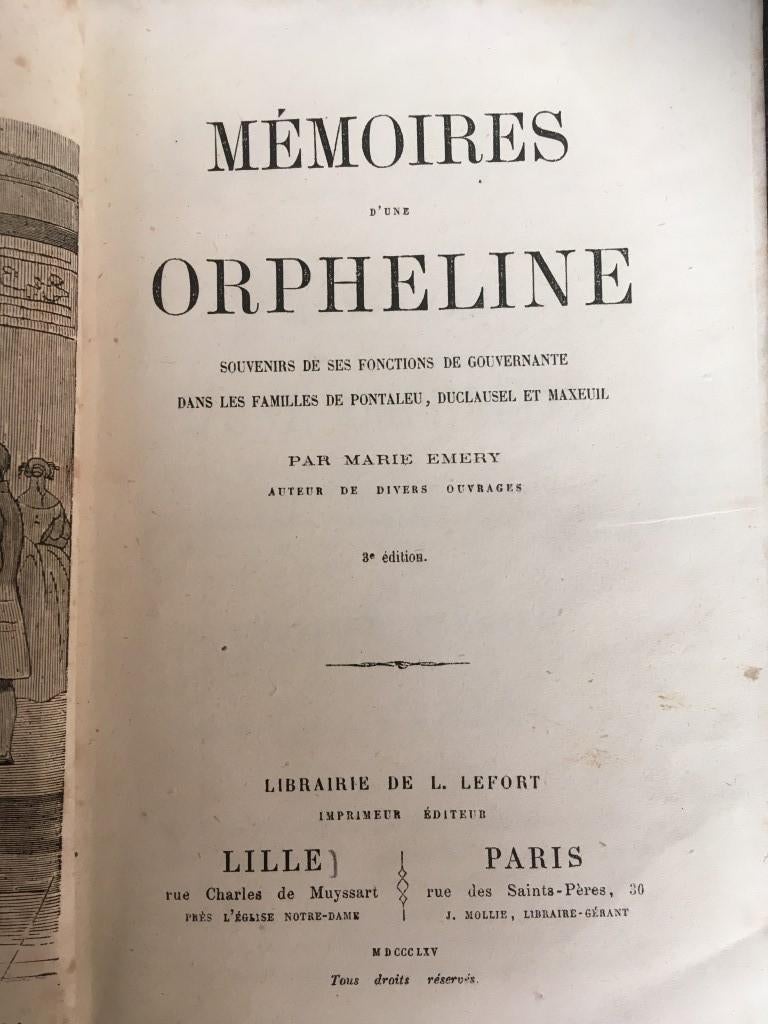 MÉMOIRES
D'UNE
ORPHELINE
SOUVENIRS DE SES FONCTIONS DE GOUVERNANTE
DANS LES FAMILLES DE PONTALEU, DUCLAUSEL ET MAXEUIL
PAR MARIE EMERY
AUTEUR DE DIVERS OUVRAGES
3e édition.
LIBRAIRIE DE L. LEFORT
IMPRIMEUR ÉDITEUR
LILLE
rue Charles de Muyssart
PRÈS L'ÉGLISE NOTRE-DAME
PARIS
rue des Saints-Pères, 30
J. MOLLIE, LIBRAIRE-GÉRANT
MDCCCLXV
Tous droits réservés.